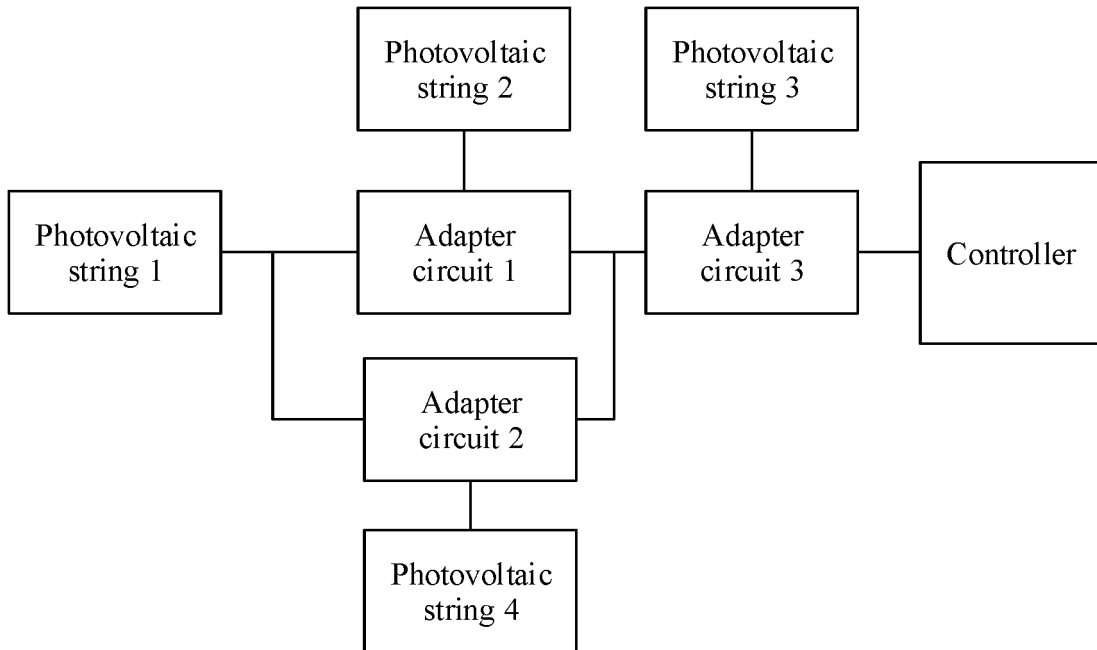 Photovoltaic
string 2
Photovoltaic
string 3
Photovoltaic
string 1
Adapter
circuit 1
Adapter
circuit 3
Controller
Adapter
circuit 2
Photovoltaic
string 4